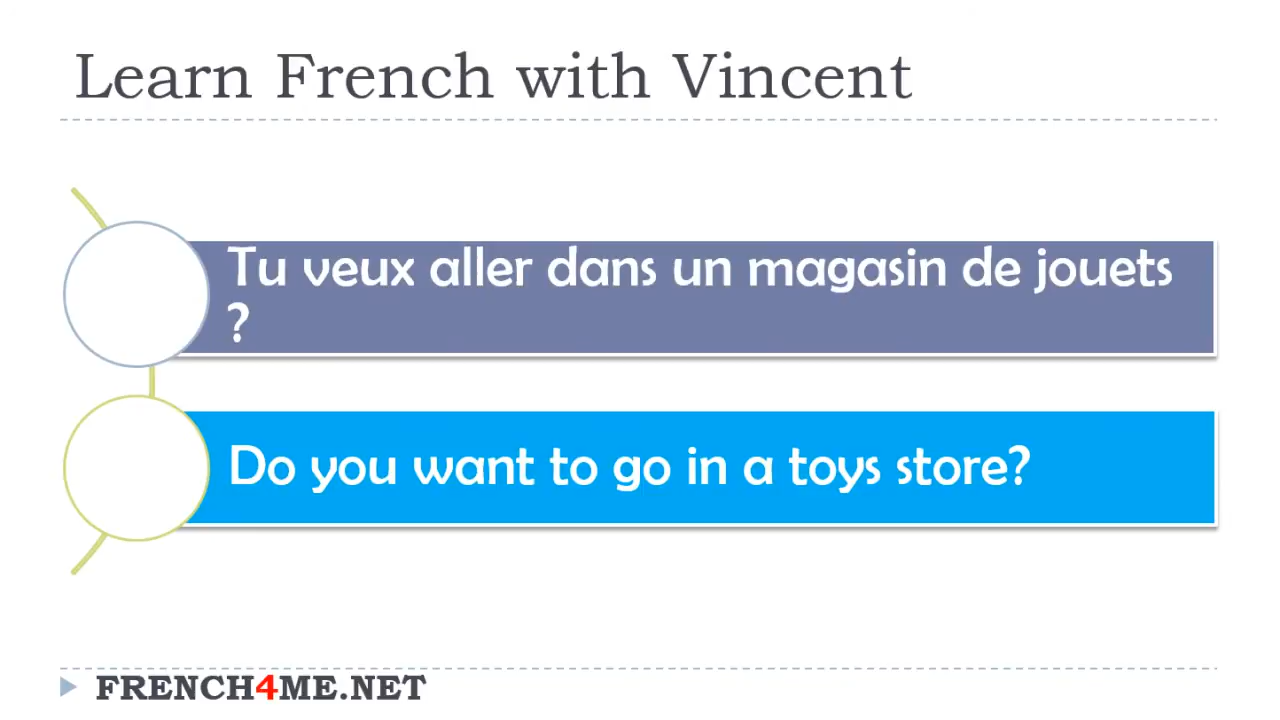 Learn French with Vincent
Tu veux aller dans un magasin de jouets
?
Do you want to go in a toys store?
FRENCH4ME.NET